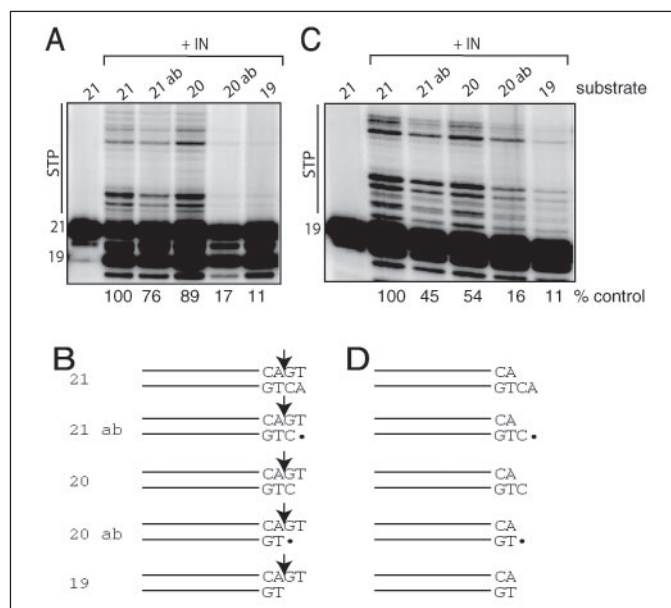 A
+ IN
21 21 21 ab 20 20 ab 19
STP
21
19
100 76 89 17 11
C
+ IN
21 21 21 ab 20 20 ab 19 substrate
STP
19
100 45 54 16 11 % control
B
21
CAGT
GTCA
21 ab
CAGT
GTC•
20
CAGT
GTC
20 ab
CAGT
GT•
19
CAGT
GT
D
CA
GTCA
CA
GTC•
CA
GTC
CA
GT•
CA
GT